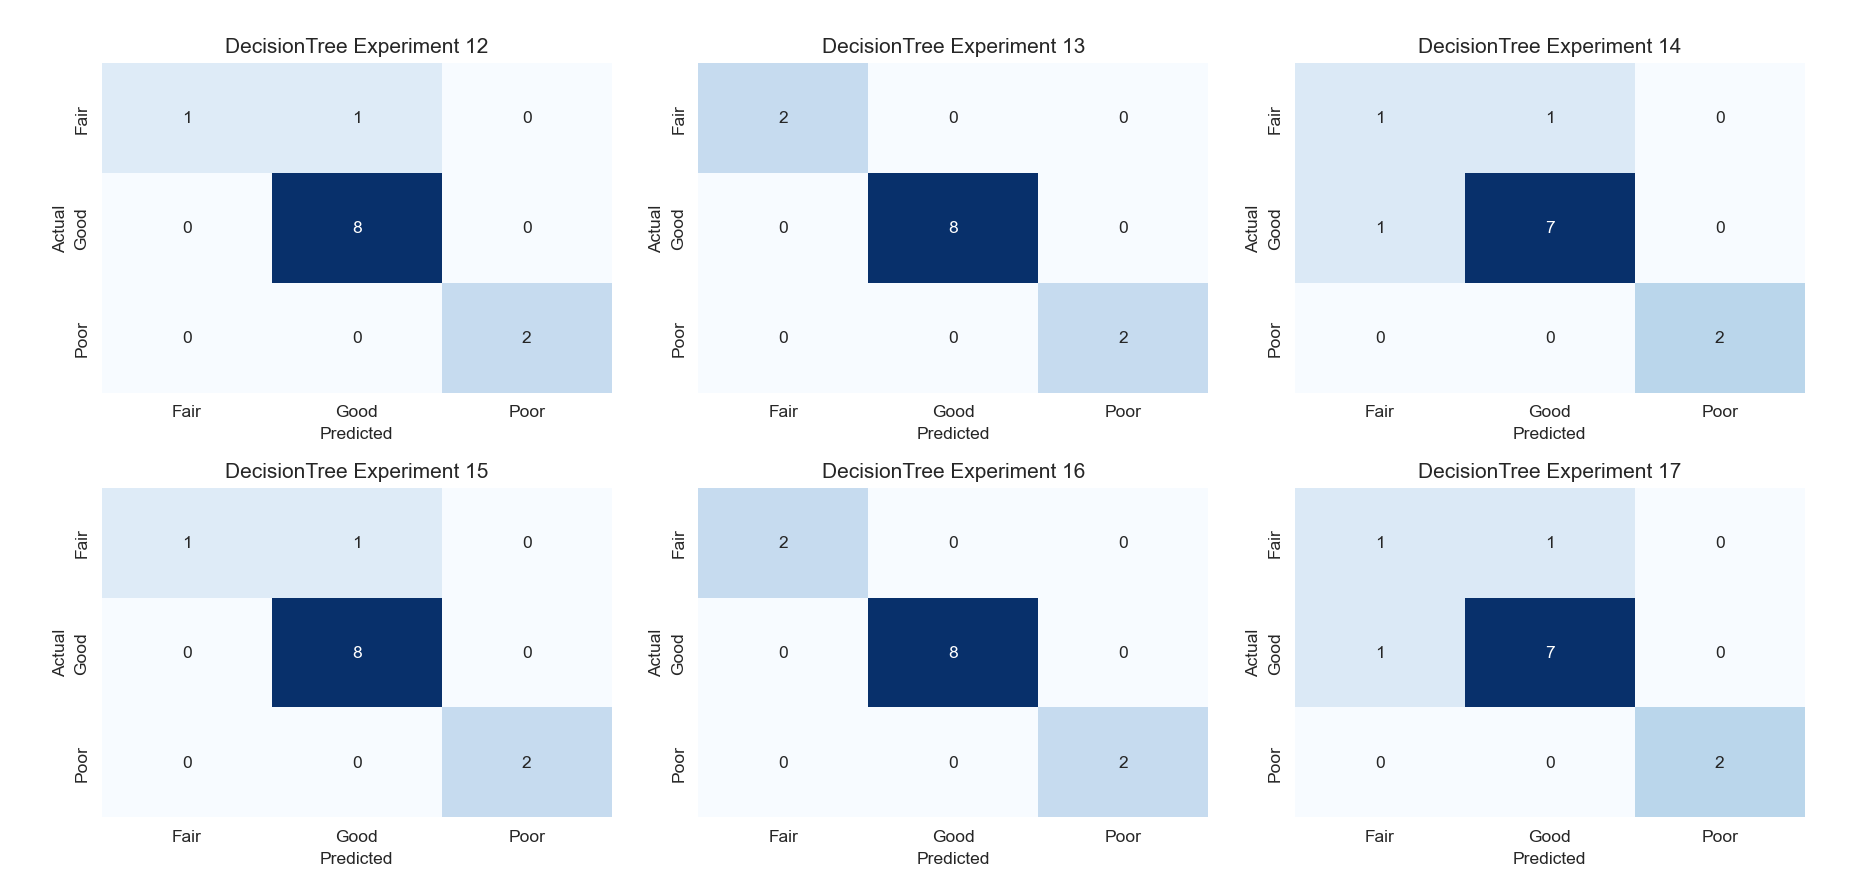 DecisionTree Experiment 12
Fair 1 1 0
Actual
Good 0 8 0
Poor 0 0 2
Fair Good Poor
Predicted
DecisionTree Experiment 13
Fair 2 0 0
Actual
Good 0 8 0
Poor 0 0 2
Fair Good Poor
Predicted
DecisionTree Experiment 14
Fair 1 1 0
Actual
Good 1 7 0
Poor 0 0 2
Fair Good Poor
Predicted
DecisionTree Experiment 15
Fair 1 1 0
Actual
Good 0 8 0
Poor 0 0 2
Fair Good Poor
Predicted
DecisionTree Experiment 16
Fair 2 0 0
Actual
Good 0 8 0
Poor 0 0 2
Fair Good Poor
Predicted
DecisionTree Experiment 17
Fair 1 1 0
Actual
Good 1 7 0
Poor 0 0 2
Fair Good Poor
Predicted